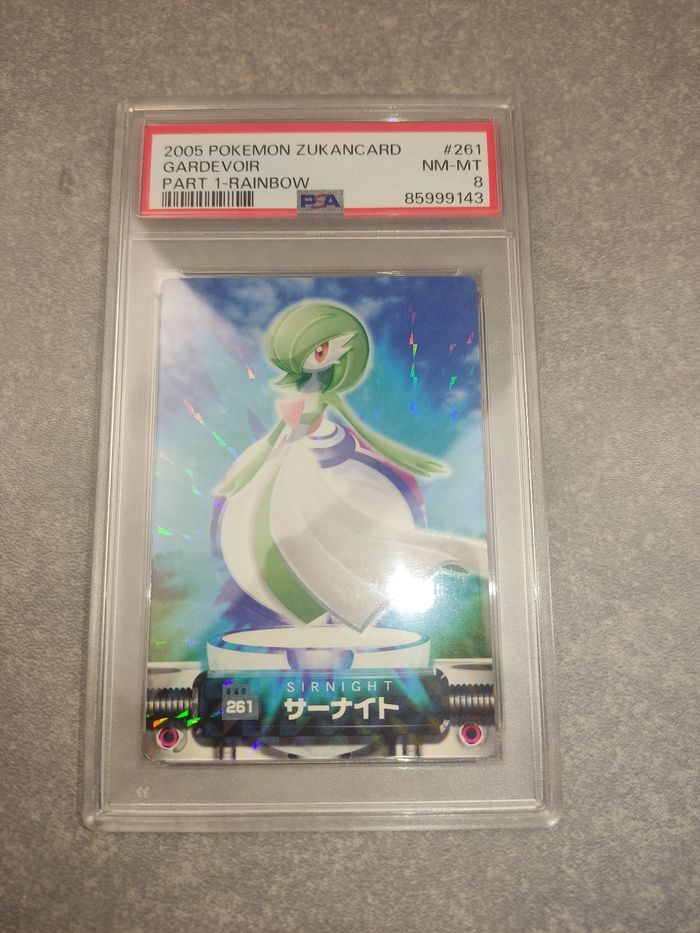 2005 POKEMON ZUKANCARD #261
GARDEVOIR NM-MT
PART 1-RAINBOW 8
PSA 85999143
SIRNIGHT
261 サーナイト